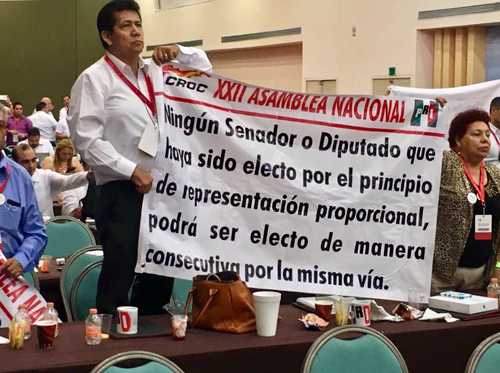 CROC XXII ASAMBLEA NACIONAL PRI
Ningún Senador o Diputado que
haya sido electo por el principio
de representación proporcional,
podrá ser electo de manera
consecutiva por la misma vía.